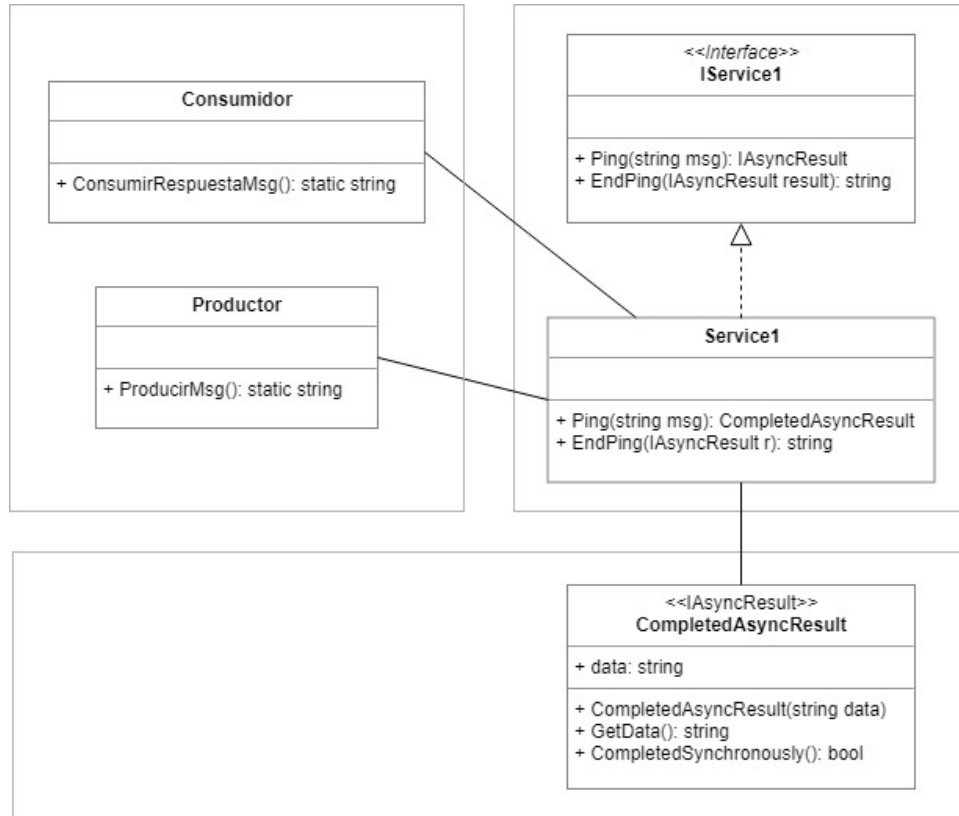 Consumidor
+ ConsumirRespuestaMsg(): static string
Productor
+ ProducirMsg(): static string
<<Interface>>
IService1
+ Ping(string msg): IAsyncResult
+ EndPing(IAsyncResult result): string
Service1
+ Ping(string msg): CompletedAsyncResult
+ EndPing(IAsyncResult r): string
<<IAsyncResult>>
CompletedAsyncResult
+ data: string
+ CompletedAsyncResult(string data)
+ GetData(): string
+ CompletedSynchronously(): bool